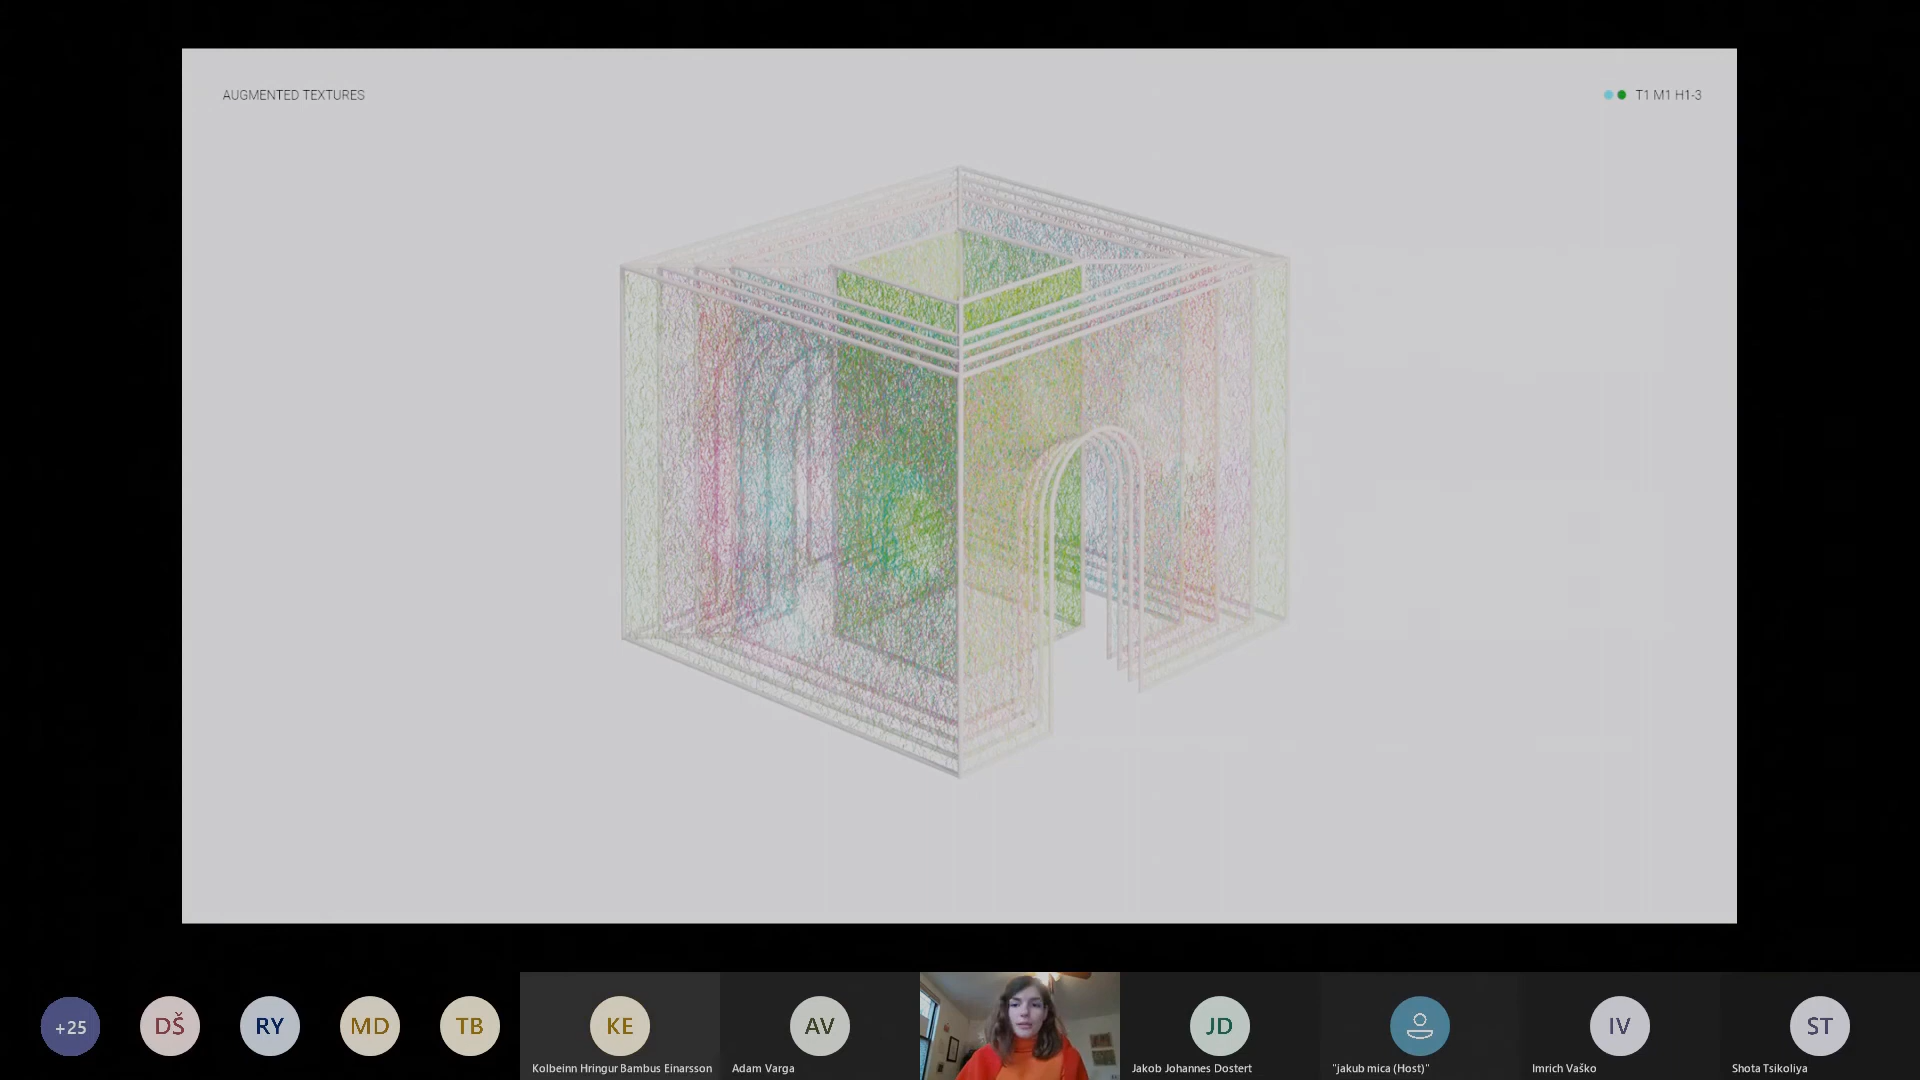 AUGMENTED TEXTURES
T1 M1 H1-3
+25
DŠ
RY
MD
TB
KE
AV
JD
IV
ST
Kolbeinn Hringur Bambus Einarsson
Adam Varga
Jakob Johannes Dostert
"jakub mica (Host)"
Imrich Vaško
Shota Tsikoliya